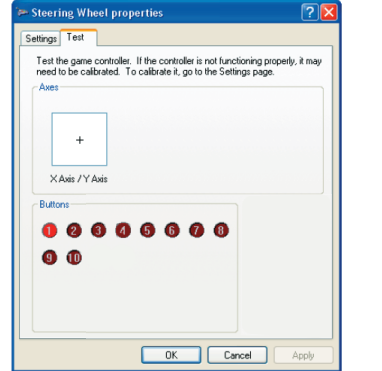 Steering Wheel properties
Settings Test
Test the game controller. If the controller is not functioning properly, it may
need to be calibrated. To calibrate it, go to the Settings page.
Axes
X Axis / Y Axis
Buttons
1 2 3 4 5 6 7 8
9 10
OK Cancel Apply